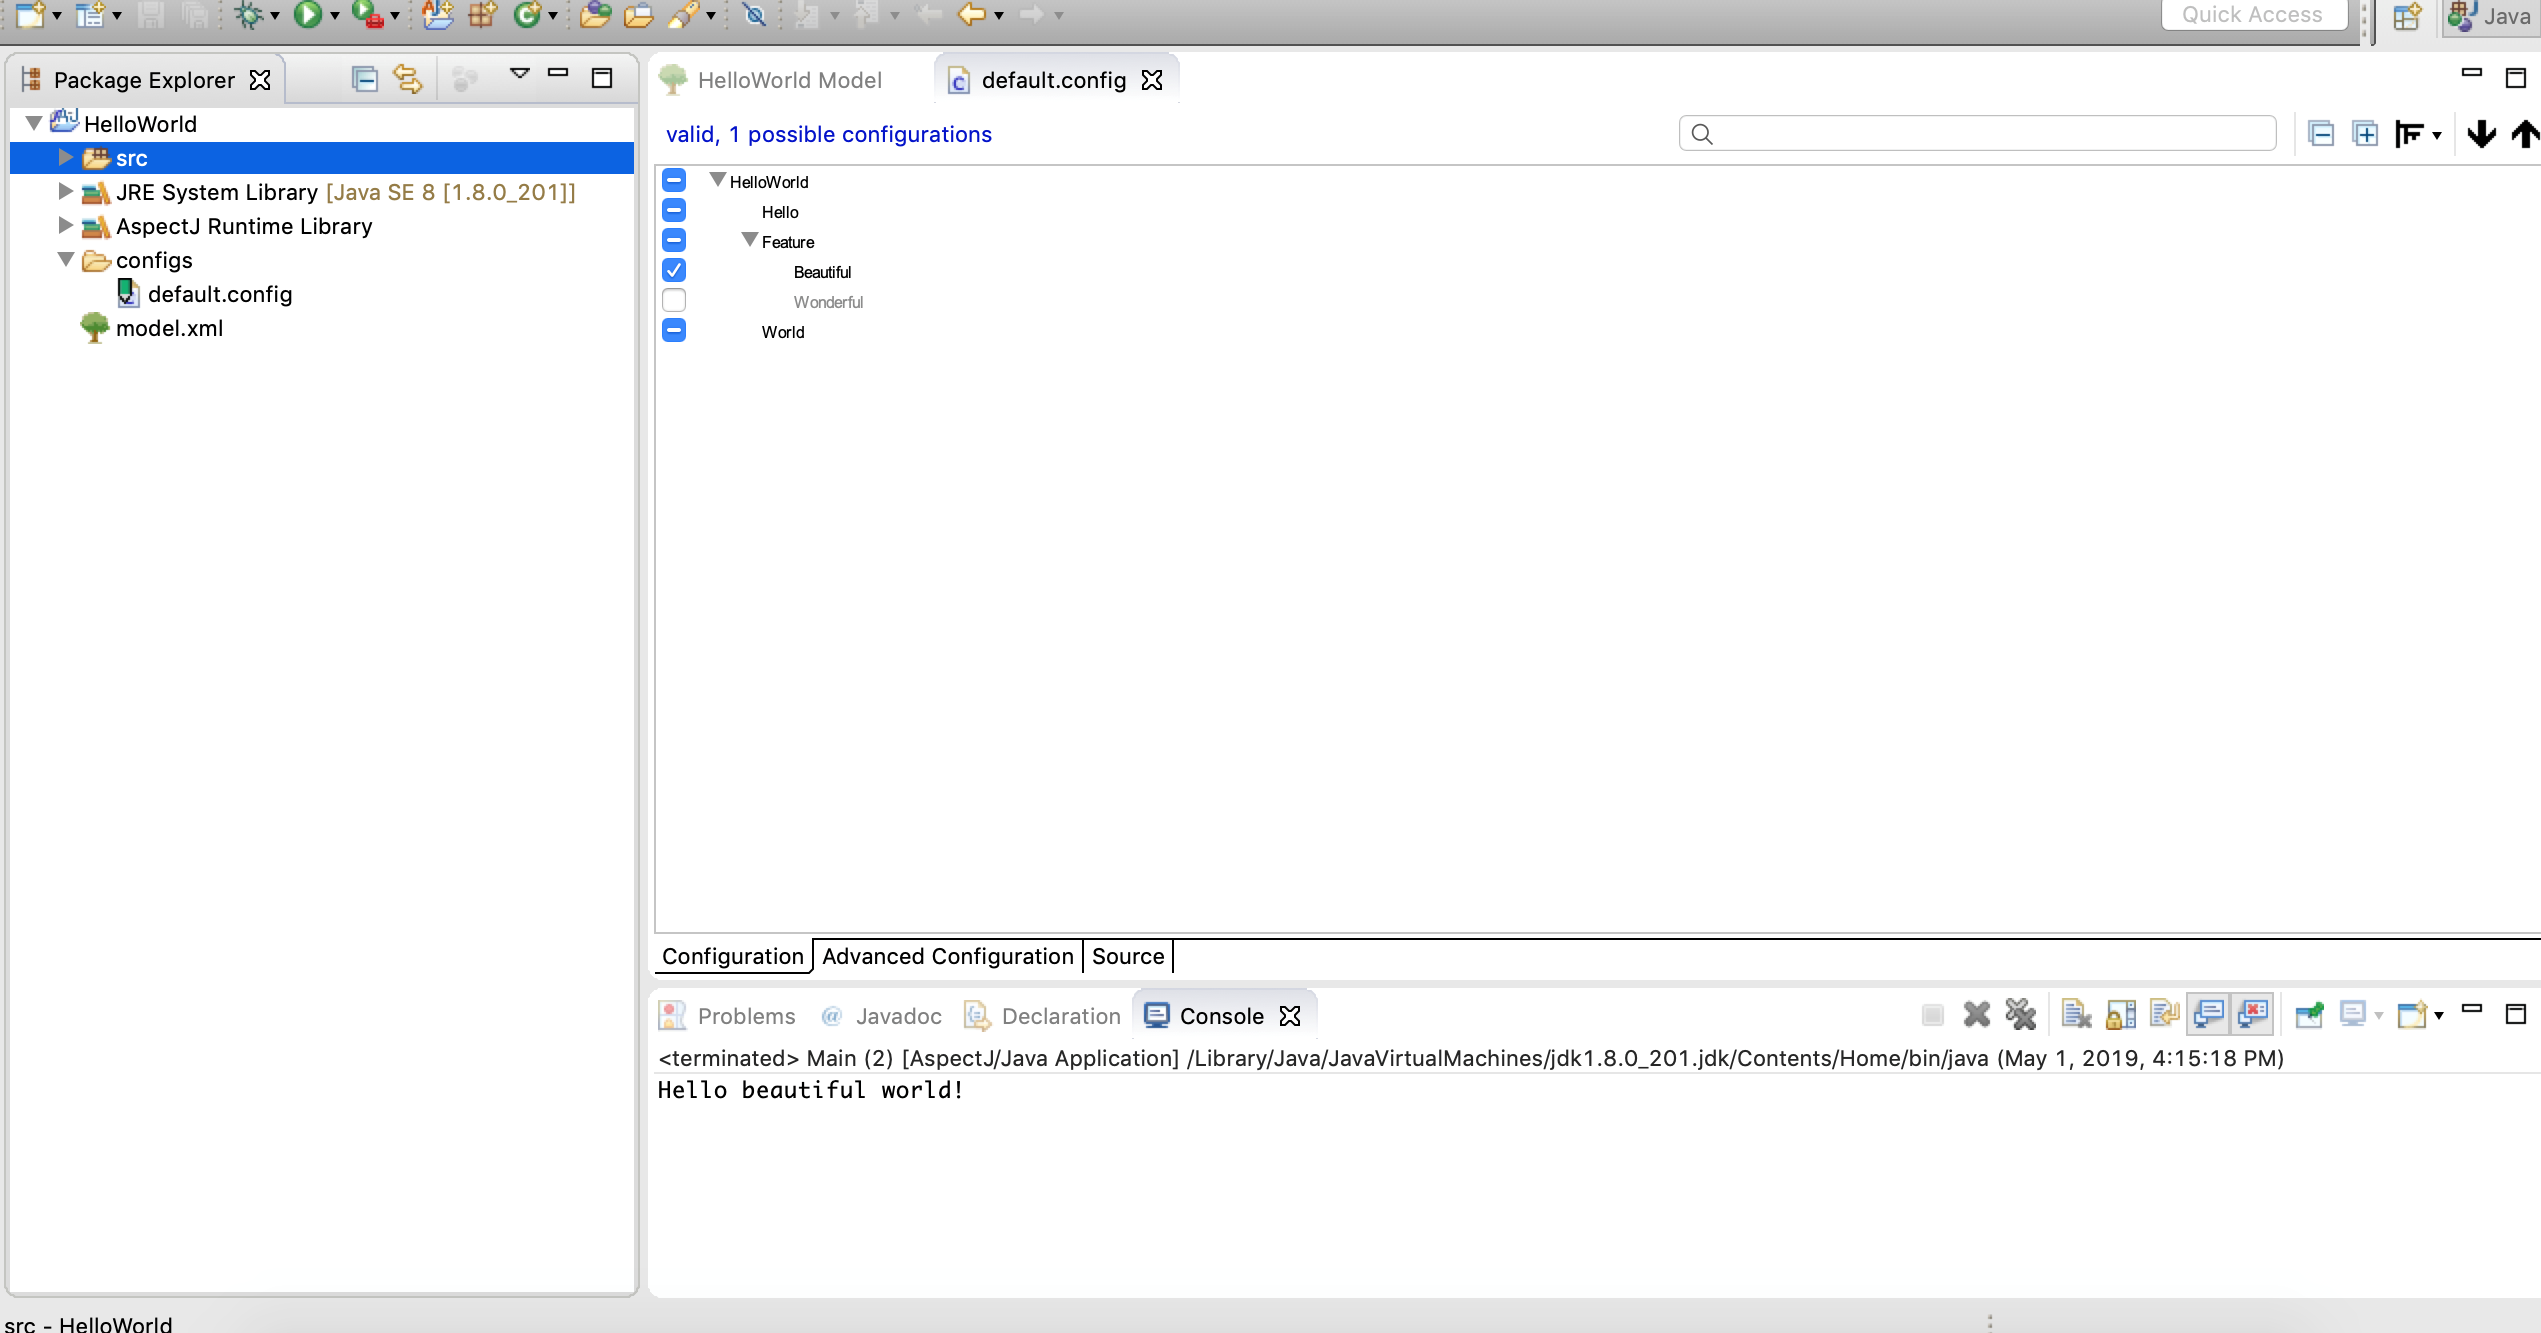 Quick Access
Java
Package Explorer
HelloWorld
src
JRE System Library [Java SE 8 [1.8.0_201]]
AspectJ Runtime Library
configs
default.config
model.xml
HelloWorld Model
default.config
valid, 1 possible configurations
HelloWorld
Hello
Feature
Beautiful
Wonderful
World
Configuration
Advanced Configuration
Source
Problems
Javadoc
Declaration
Console
<terminated> Main (2) [AspectJ/Java Application] /Library/Java/JavaVirtualMachines/jdk1.8.0_201.jdk/Contents/Home/bin/java (May 1, 2019, 4:15:18 PM)
Hello beautiful world!
src - HelloWorld